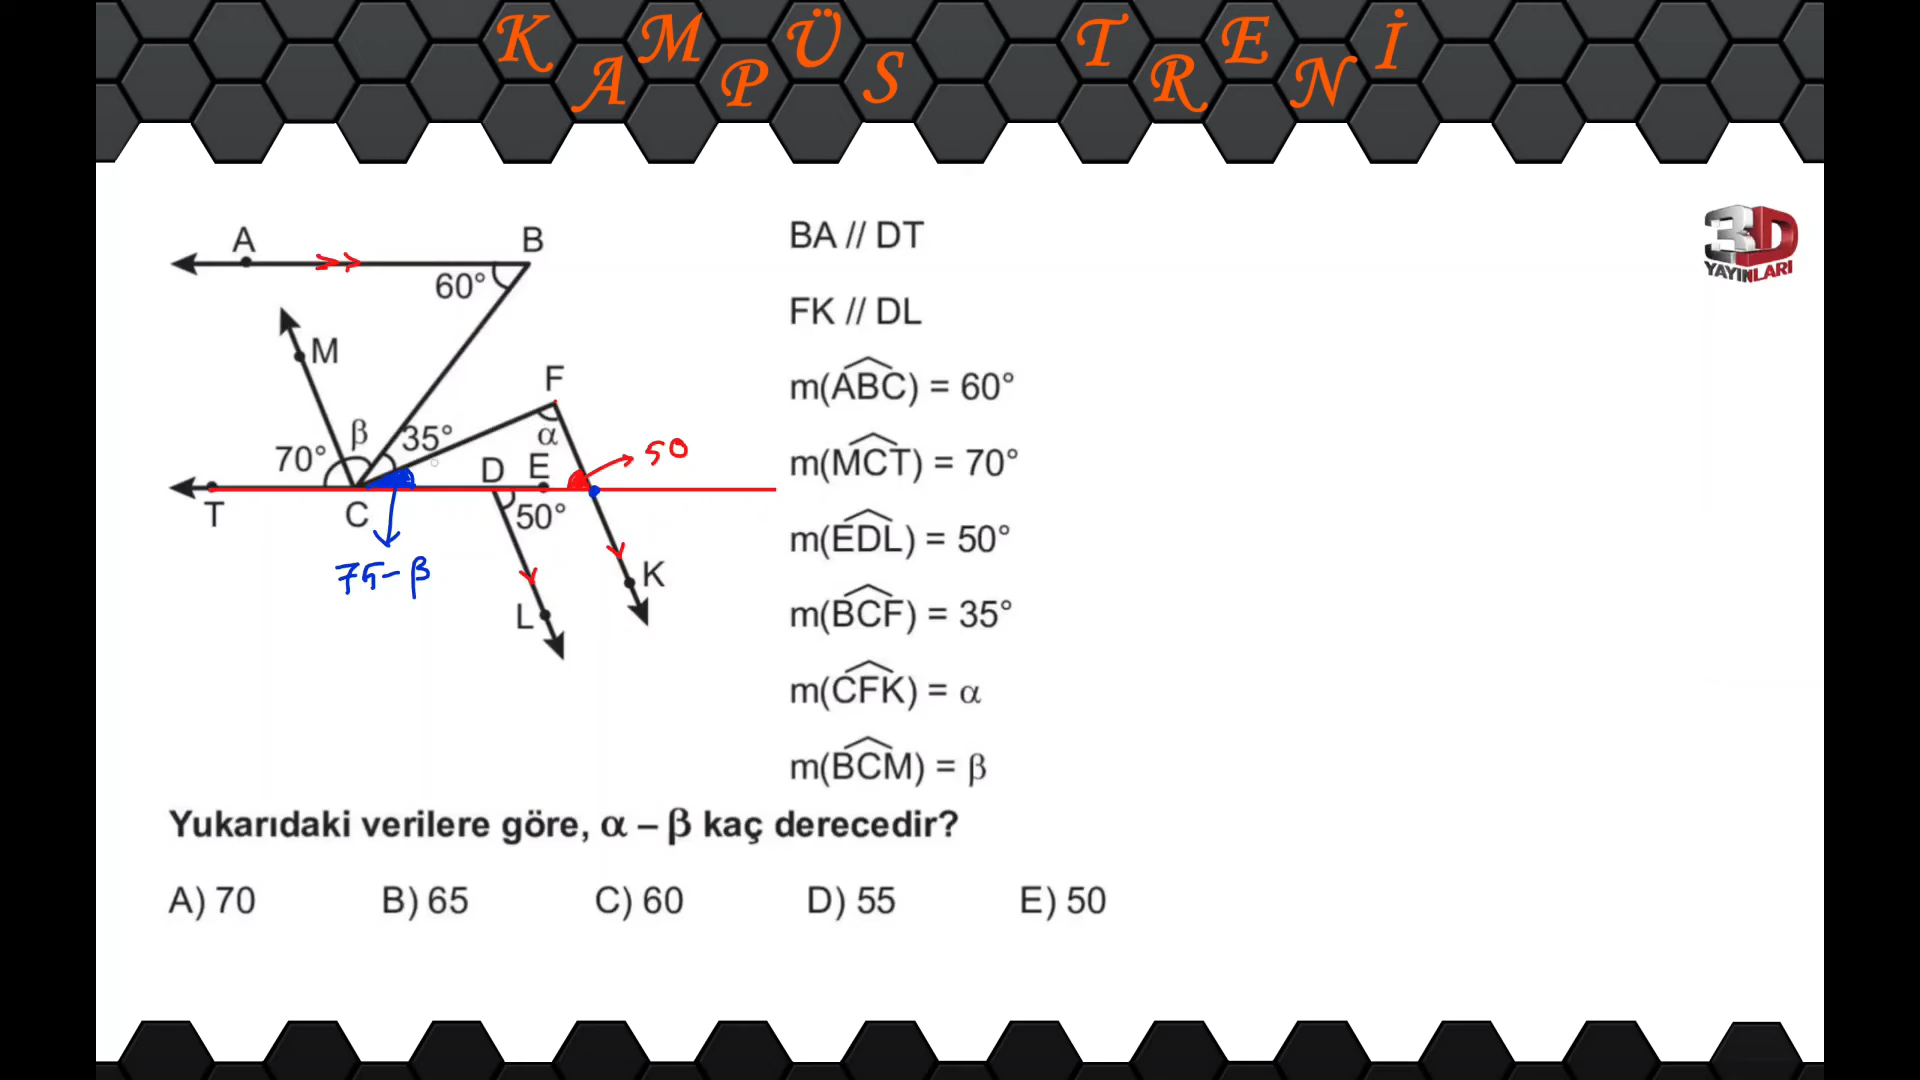 KAMPÜS TRENİ
3D
YAYINLARI
A
B
60°
M
F
β
35°
α
70°
D
E
50
T
C
50°
75-β
K
L
BA // DT
FK // DL
m(ABC) = 60°
m(MCT) = 70°
m(EDL) = 50°
m(BCF) = 35°
m(CFK) = α
m(BCM) = β
Yukarıdaki verilere göre, α – β kaç derecedir?
A) 70 B) 65 C) 60 D) 55 E) 50